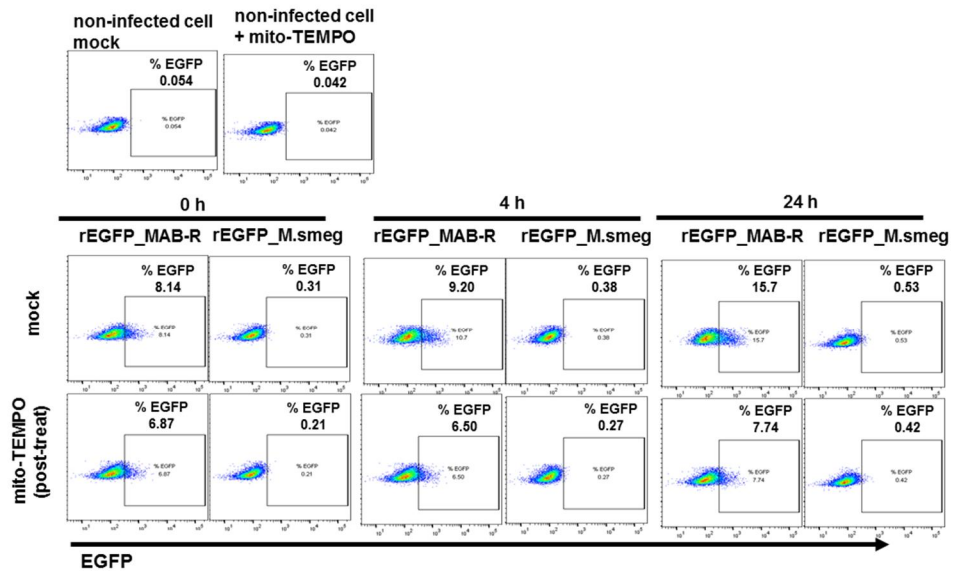 non-infected cell
mock
non-infected cell
+ mito-TEMPO
% EGFP
0.054
% EGFP
0.042
% EGFP
0.054
% EGFP
0.042
0 h
4 h
24 h
rEGFP_MAB-R
rEGFP_M.smeg
rEGFP_MAB-R
rEGFP_M.smeg
rEGFP_MAB-R
rEGFP_M.smeg
mock
% EGFP
8.14
% EGFP
8.14
% EGFP
0.31
% EGFP
0.31
% EGFP
9.20
% EGFP
10.7
% EGFP
0.38
% EGFP
0.38
% EGFP
15.7
% EGFP
15.7
% EGFP
0.53
% EGFP
0.53
mito-TEMPO
(post-treat)
% EGFP
6.87
% EGFP
6.87
% EGFP
0.21
% EGFP
0.21
% EGFP
6.50
% EGFP
6.50
% EGFP
0.27
% EGFP
0.27
% EGFP
7.74
% EGFP
7.74
% EGFP
0.42
% EGFP
0.42
EGFP